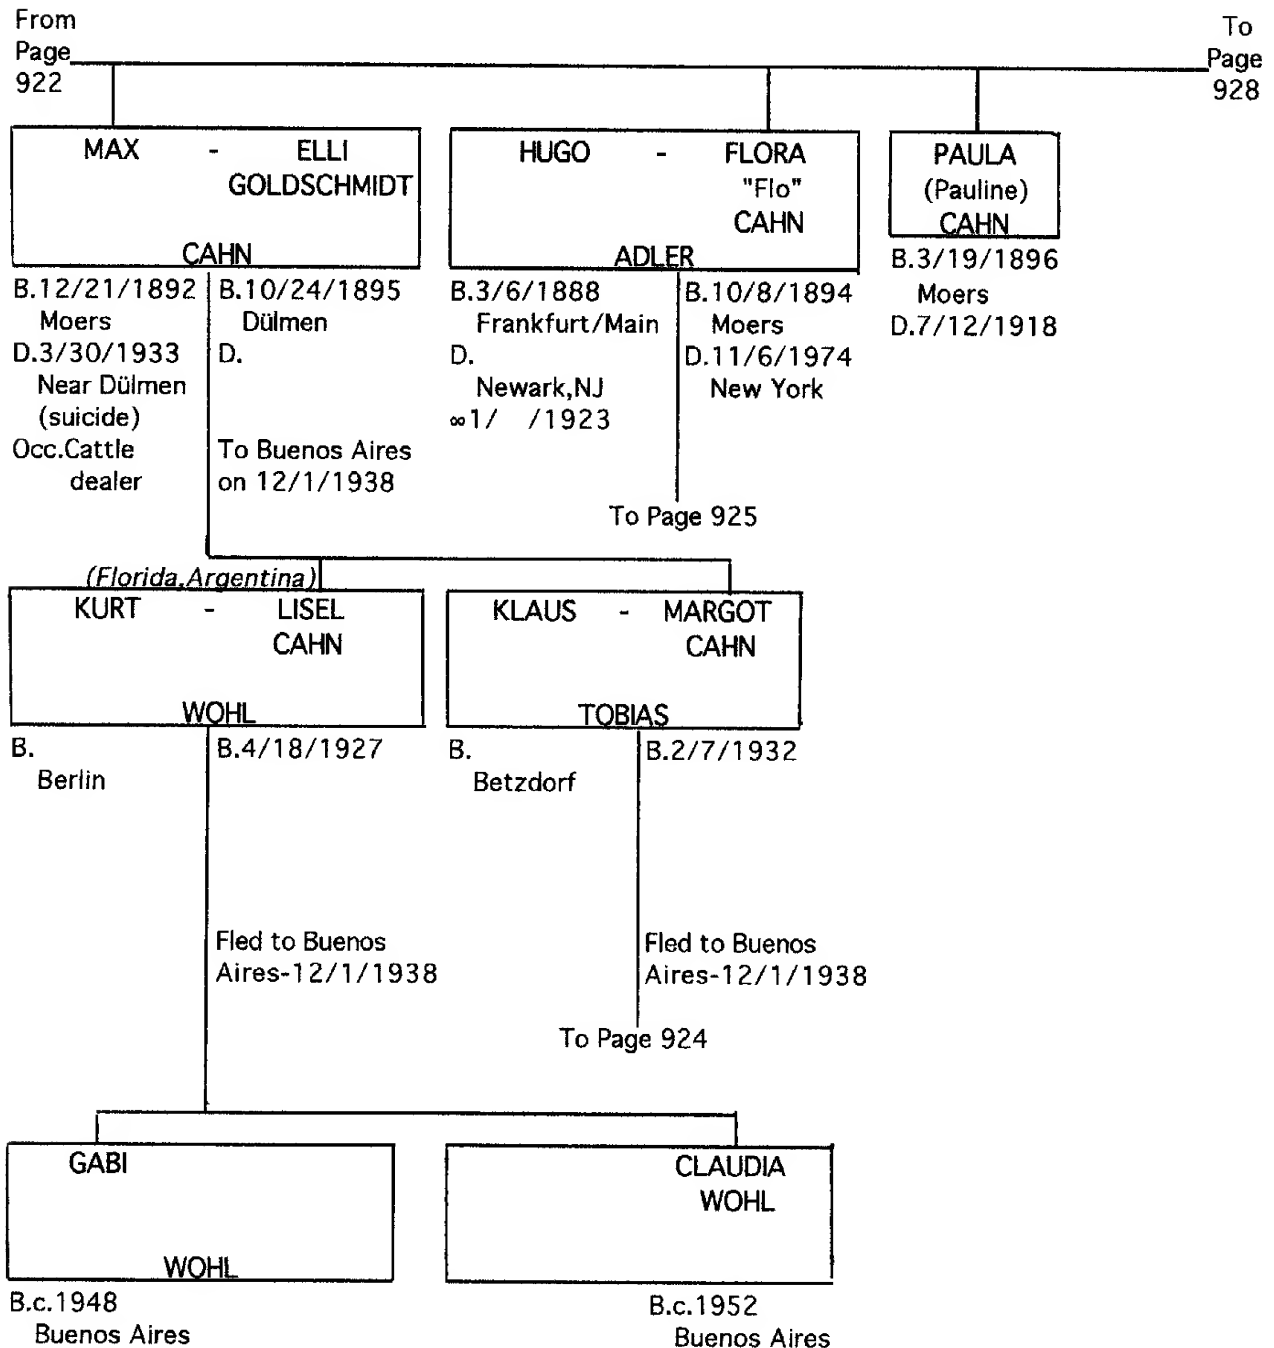 From
Page
922
To
Page
928
MAX - ELLI
GOLDSCHMIDT
CAHN
B.12/21/1892
Moers
D.3/30/1933
Near Dülmen
(suicide)
Occ.Cattle
dealer
B.10/24/1895
Dülmen
D.
To Buenos Aires
on 12/1/1938
HUGO - FLORA
"Flo"
CAHN
ADLER
B.3/6/1888
Frankfurt/Main
D.
Newark,NJ
∞1/ /1923
B.10/8/1894
Moers
D.11/6/1974
New York
To Page 925
PAULA
(Pauline)
CAHN
B.3/19/1896
Moers
D.7/12/1918
(Florida,Argentina)
KURT - LISEL
CAHN
WOHL
B.
Berlin
B.4/18/1927
Fled to Buenos
Aires-12/1/1938
KLAUS - MARGOT
CAHN
TOBIAS
B.
Betzdorf
B.2/7/1932
Fled to Buenos
Aires-12/1/1938
To Page 924
GABI
WOHL
B.c.1948
Buenos Aires
CLAUDIA
WOHL
B.c.1952
Buenos Aires